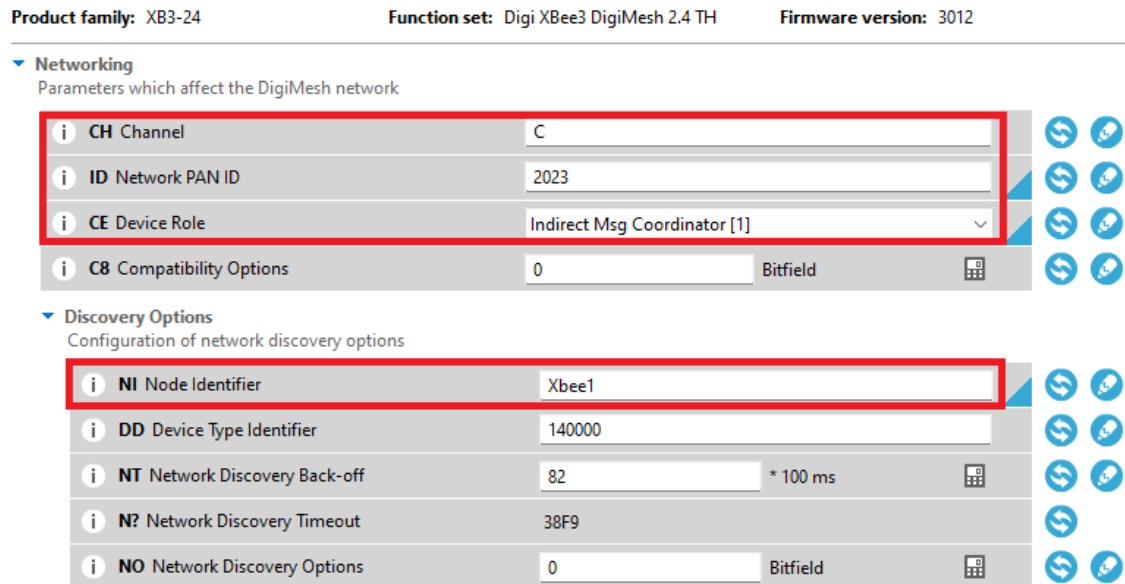 Product family: XB3-24 Function set: Digi XBee3 DigiMesh 2.4 TH Firmware version: 3012
Networking
Parameters which affect the DigiMesh network
i CH Channel C
i ID Network PAN ID 2023
i CE Device Role Indirect Msg Coordinator [1]
i C8 Compatibility Options 0 Bitfield
Discovery Options
Configuration of network discovery options
i NI Node Identifier Xbee1
i DD Device Type Identifier 140000
i NT Network Discovery Back-off 82 * 100 ms
i N? Network Discovery Timeout 38F9
i NO Network Discovery Options 0 Bitfield